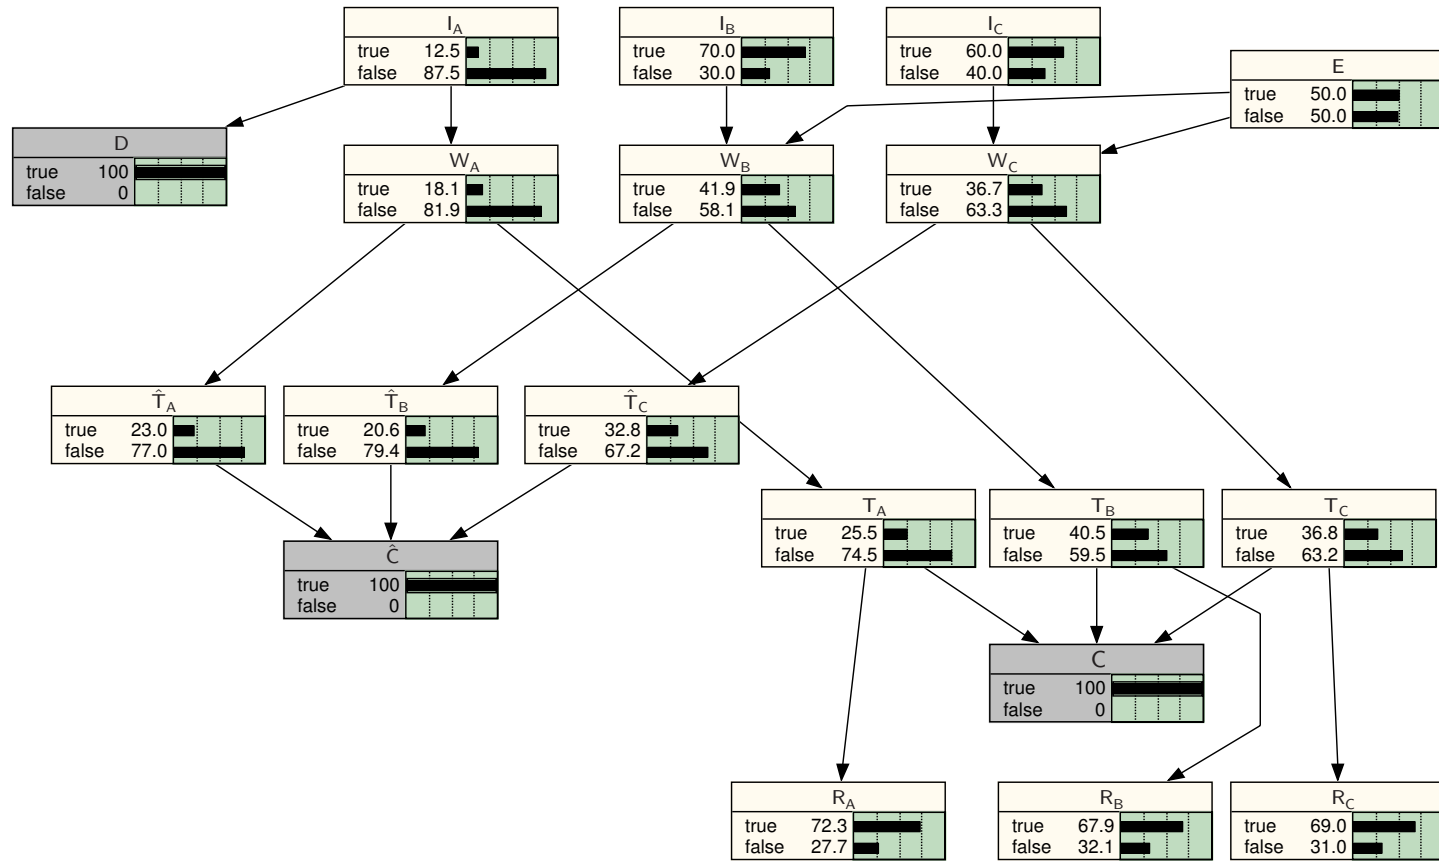 I_A
true 12.5
false 87.5
I_B
true 70.0
false 30.0
I_C
true 60.0
false 40.0
E
true 50.0
false 50.0
D
true 100
false 0
W_A
true 18.1
false 81.9
W_B
true 41.9
false 58.1
W_C
true 36.7
false 63.3
T̂_A
true 23.0
false 77.0
T̂_B
true 20.6
false 79.4
T̂_C
true 32.8
false 67.2
T_A
true 25.5
false 74.5
T_B
true 40.5
false 59.5
T_C
true 36.8
false 63.2
Ĉ
true 100
false 0
C
true 100
false 0
R_A
true 72.3
false 27.7
R_B
true 67.9
false 32.1
R_C
true 69.0
false 31.0